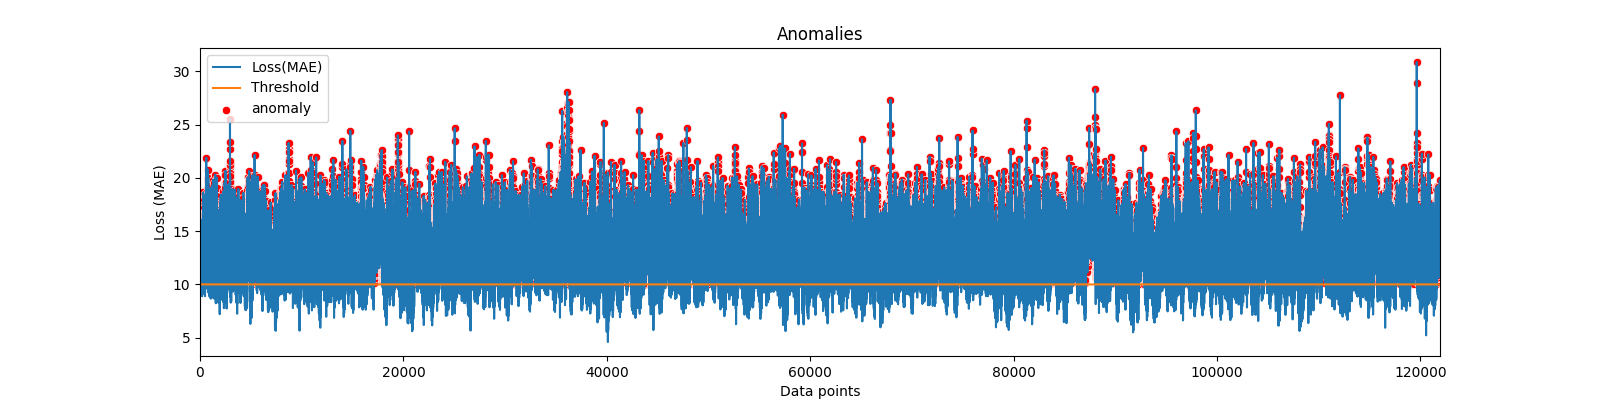 Anomalies
Loss(MAE)
Threshold
anomaly
Loss (MAE)
30
25
20
15
10
5
0 20000 40000 60000 80000 100000 120000
Data points